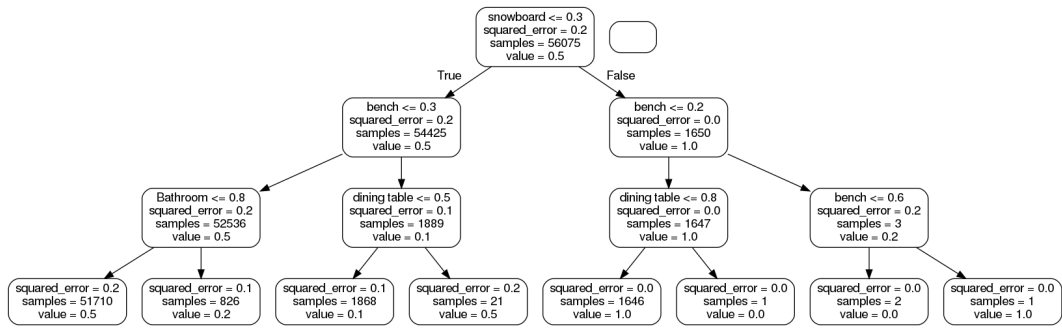 snowboard <= 0.3
squared_error = 0.2
samples = 56075
value = 0.5
True
False
bench <= 0.3
squared_error = 0.2
samples = 54425
value = 0.5
bench <= 0.2
squared_error = 0.0
samples = 1650
value = 1.0
Bathroom <= 0.8
squared_error = 0.2
samples = 52536
value = 0.5
dining table <= 0.5
squared_error = 0.1
samples = 1889
value = 0.1
dining table <= 0.8
squared_error = 0.0
samples = 1647
value = 1.0
bench <= 0.6
squared_error = 0.2
samples = 3
value = 0.2
squared_error = 0.2
samples = 51710
value = 0.5
squared_error = 0.1
samples = 826
value = 0.2
squared_error = 0.1
samples = 1868
value = 0.1
squared_error = 0.2
samples = 21
value = 0.5
squared_error = 0.0
samples = 1646
value = 1.0
squared_error = 0.0
samples = 1
value = 0.0
squared_error = 0.0
samples = 2
value = 0.0
squared_error = 0.0
samples = 1
value = 1.0